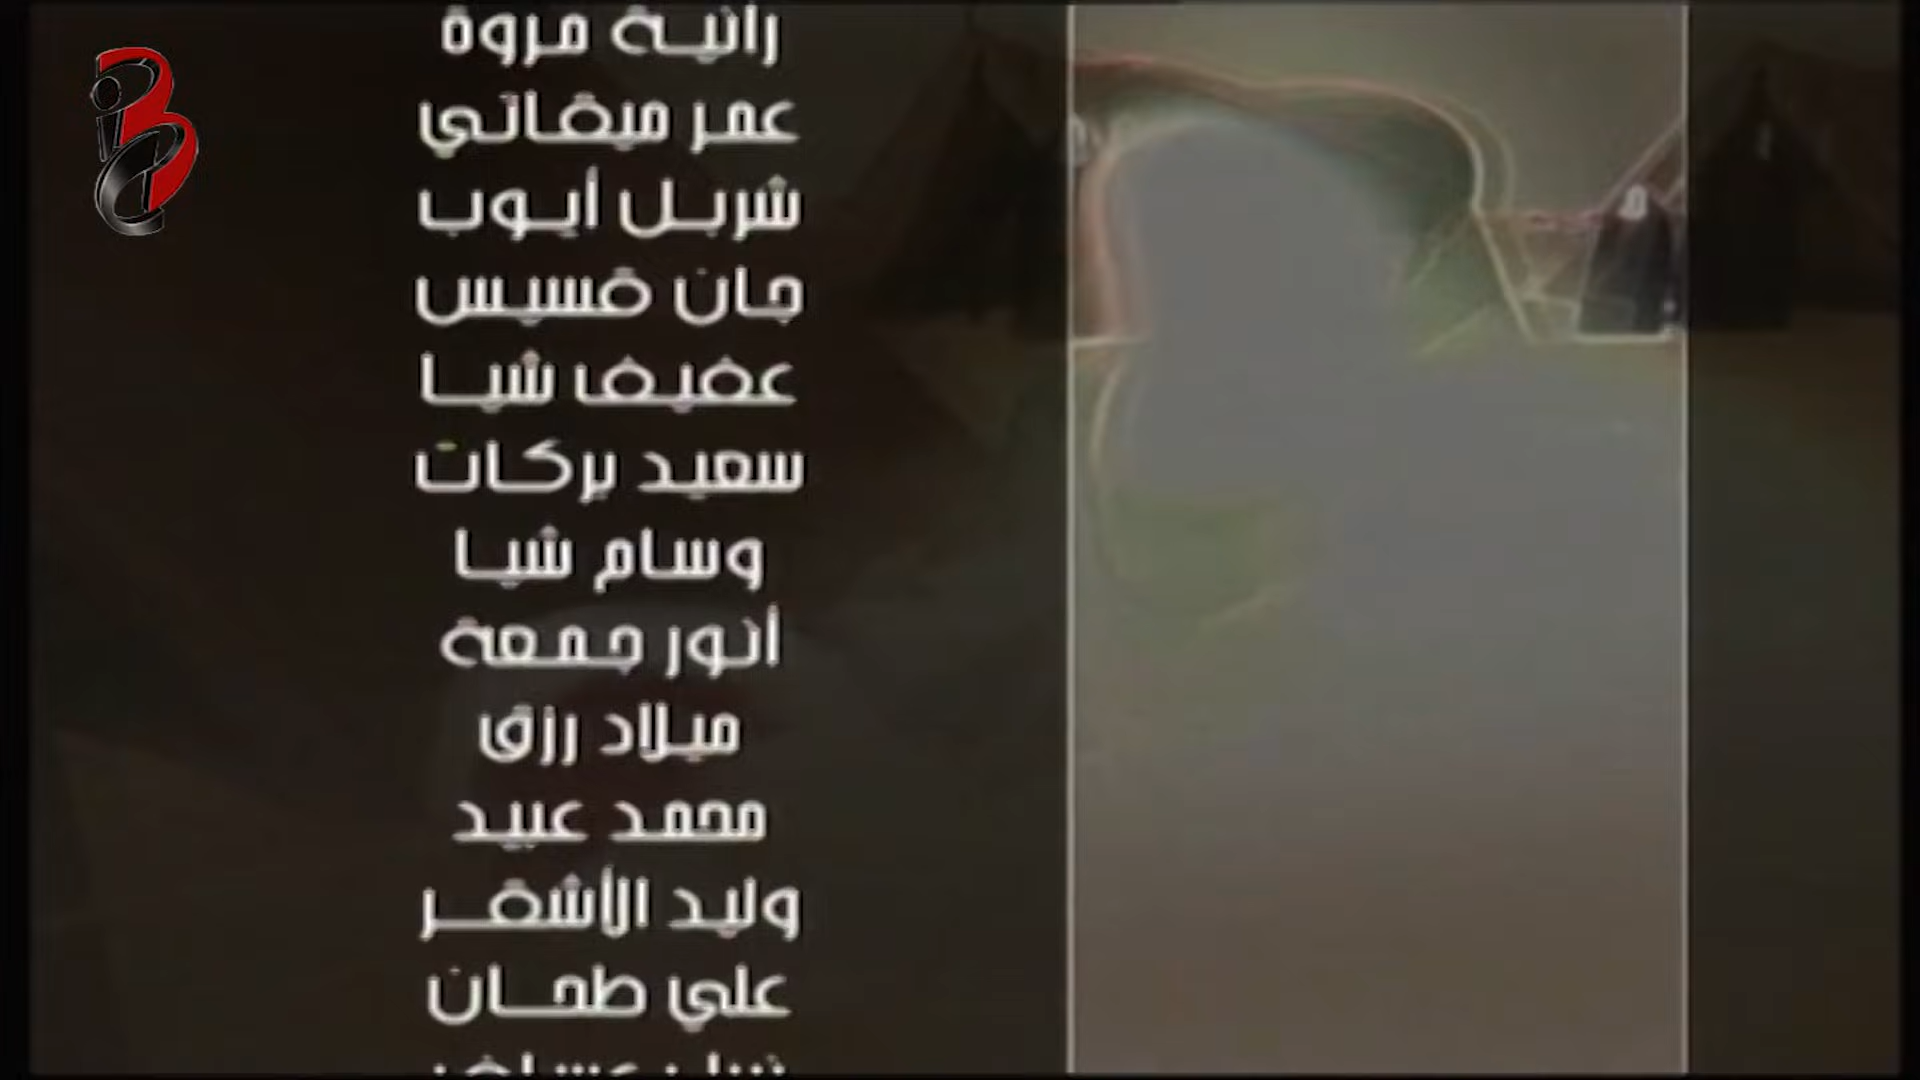 رانية مروة
عمر ميقاتي
شربل أيوب
جان قسيس
عفيف شيا
سعيد بركات
وسام شيا
أنور جمعة
ميلاد رزق
محمد عبيد
وليد الأشقر
علي طحان